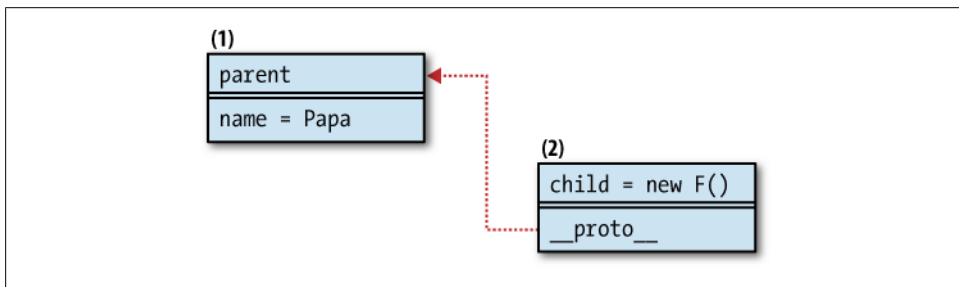 (1)
parent
name = Papa
(2)
child = new F()
__proto__